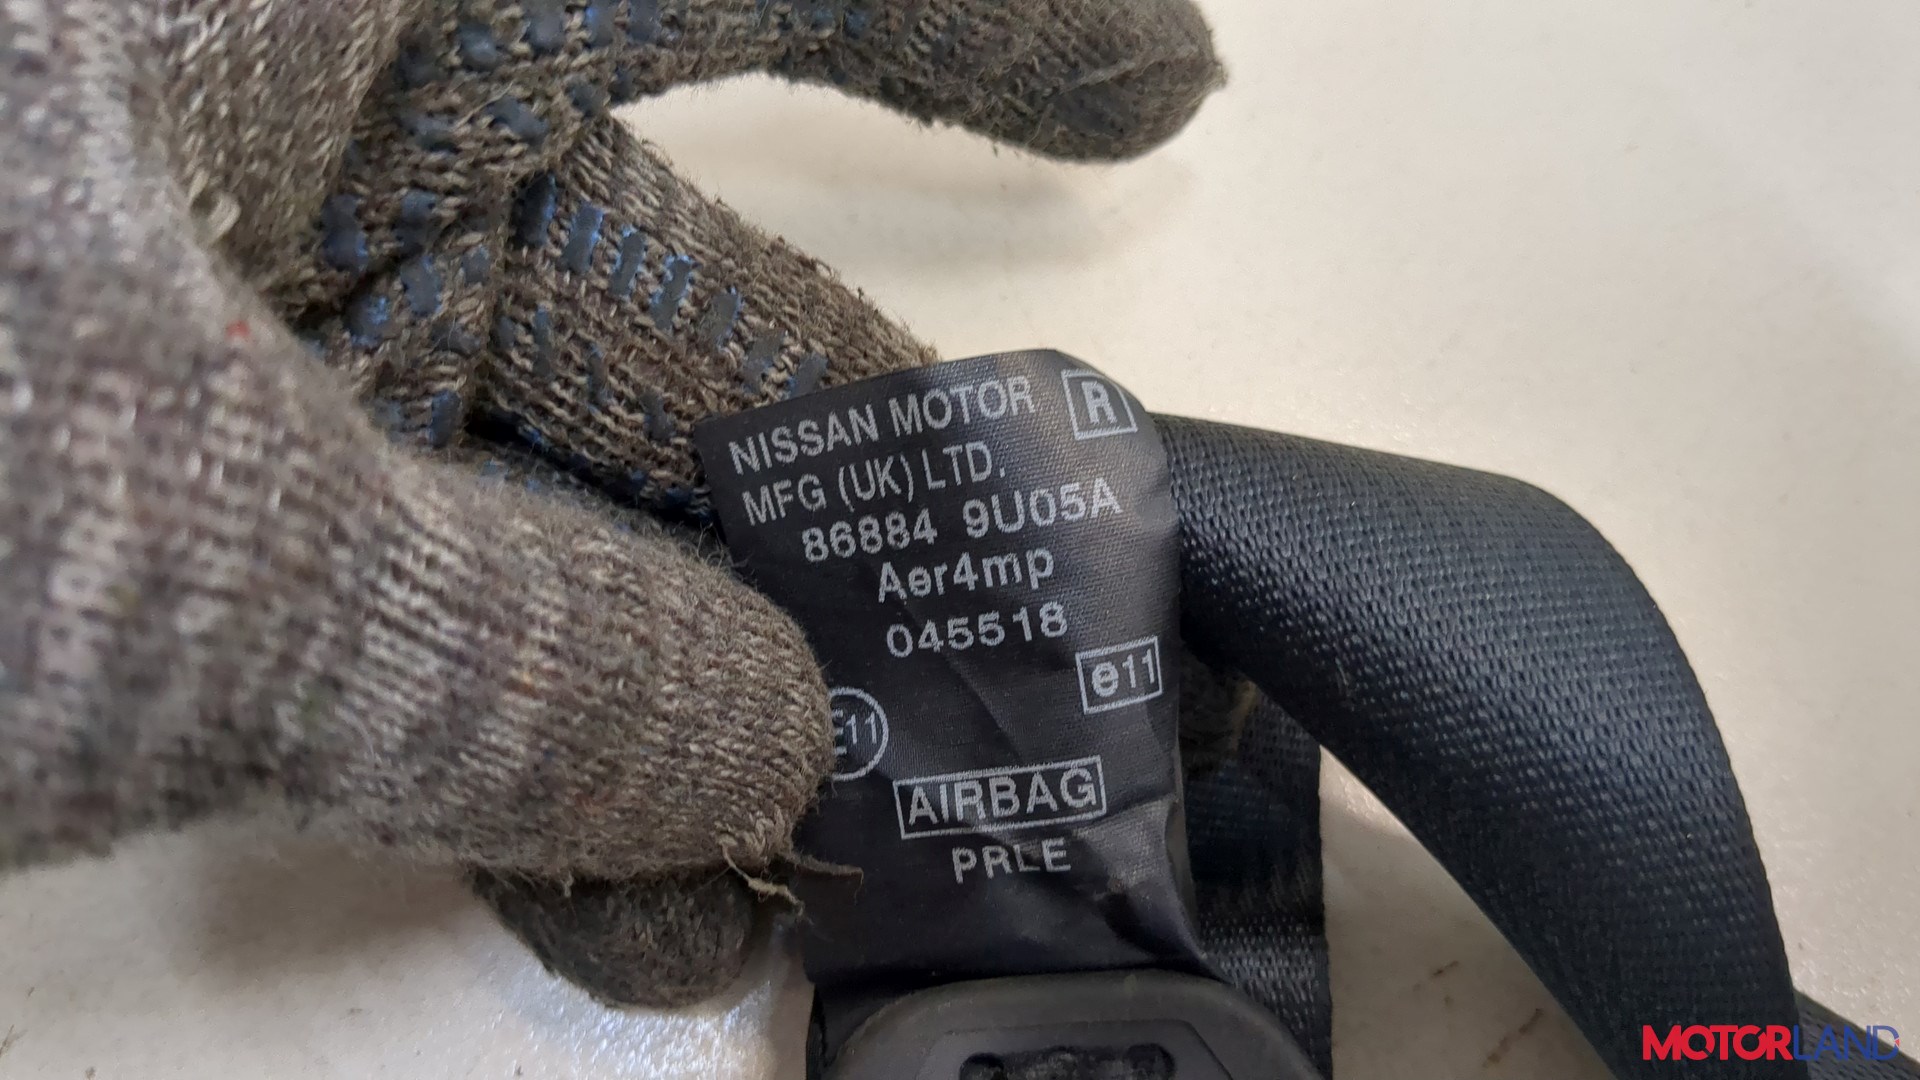 NISSAN MOTOR R
MFG (UK) LTD.
86884 9U05A
Aer4mp
045518
e11
E11
AIRBAG
PRLE
MOTORLAND